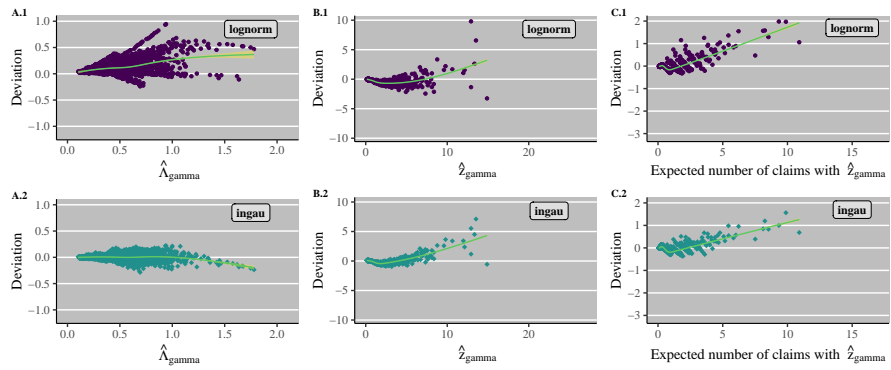 A.1
lognorm
Deviation
1.0
0.5
0.0
−0.5
−1.0
0.0 0.5 1.0 1.5 2.0
Λ̂gamma
B.1
lognorm
Deviation
10
5
0
−5
−10
0 10 20
ẑgamma
C.1
lognorm
Deviation
2
1
0
−1
−2
−3
0 5 10 15
Expected number of claims with ẑgamma
A.2
ingau
Deviation
1.0
0.5
0.0
−0.5
−1.0
0.0 0.5 1.0 1.5 2.0
Λ̂gamma
B.2
ingau
Deviation
10
5
0
−5
−10
0 10 20
ẑgamma
C.2
ingau
Deviation
2
1
0
−1
−2
−3
0 5 10 15
Expected number of claims with ẑgamma